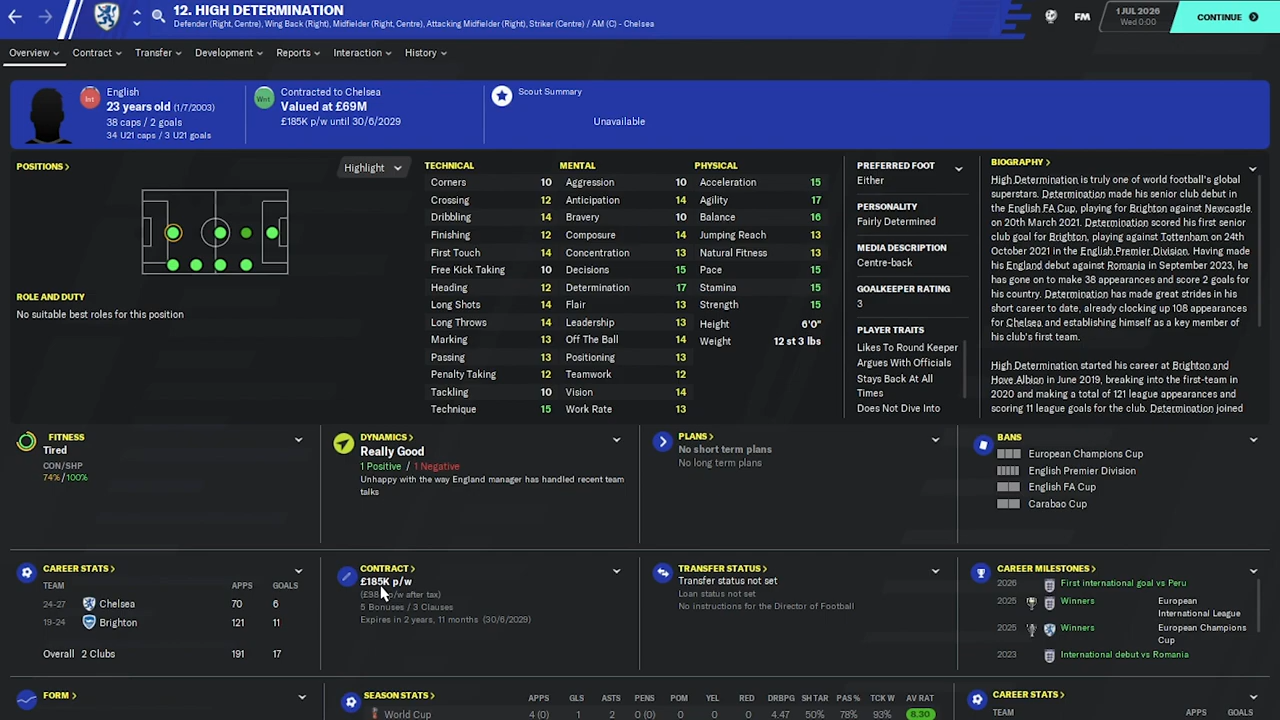 12. HIGH DETERMINATION
Defender (Right, Centre), Wing Back (Right), Midfielder (Right, Centre), Attacking Midfielder (Right), Striker (Centre) / AM (C) - Chelsea
FM
1 JUL 2026
Wed 0:00
CONTINUE
Overview
Contract
Transfer
Development
Reports
Interaction
History
Int
English
23 years old (1/7/2003)
38 caps / 2 goals
34 U21 caps / 3 U21 goals
Wnt
Contracted to Chelsea
Valued at £69M
£185K p/w until 30/6/2029
Scout Summary
Unavailable
POSITIONS
Highlight
ROLE AND DUTY
No suitable best roles for this position
TECHNICAL
Corners 10
Crossing 12
Dribbling 14
Finishing 12
First Touch 14
Free Kick Taking 10
Heading 12
Long Shots 14
Long Throws 14
Marking 13
Passing 13
Penalty Taking 12
Tackling 10
Technique 15
MENTAL
Aggression 10
Anticipation 14
Bravery 10
Composure 14
Concentration 13
Decisions 15
Determination 17
Flair 13
Leadership 13
Off The Ball 14
Positioning 13
Teamwork 12
Vision 14
Work Rate 13
PHYSICAL
Acceleration 15
Agility 17
Balance 16
Jumping Reach 13
Natural Fitness 13
Pace 15
Stamina 15
Strength 15
Height 6'0"
Weight 12 st 3 lbs
PREFERRED FOOT
Either
PERSONALITY
Fairly Determined
MEDIA DESCRIPTION
Centre-back
GOALKEEPER RATING
3
PLAYER TRAITS
Likes To Round Keeper
Argues With Officials
Stays Back At All
Times
Does Not Dive Into
BIOGRAPHY
High Determination is truly one of world football's global
superstars. Determination made his senior club debut in
the English FA Cup, playing for Brighton against Newcastle
on 20th March 2021. Determination scored his first senior
club goal for Brighton, playing against Tottenham on 24th
October 2021 in the English Premier Division. Having made
his England debut against Romania in September 2023, he
has gone on to make 38 appearances and score 2 goals for
his country. Determination has made great strides in his
short career to date, already clocking up 108 appearances
for Chelsea and establishing himself as a key member of
his club's first team.
High Determination started his career at Brighton and
Hove Albion in June 2019, breaking into the first-team in
2020 and making a total of 121 league appearances and
scoring 11 league goals for the club. Determination joined
FITNESS
Tired
CON/SHP
74%/100%
DYNAMICS
Really Good
1 Positive / 1 Negative
Unhappy with the way England manager has handled recent team
talks
PLANS
No short term plans
No long term plans
BANS
European Champions Cup
English Premier Division
English FA Cup
Carabao Cup
CAREER STATS
TEAM APPS GOALS
24-27 Chelsea 70 6
19-24 Brighton 121 11
Overall 2 Clubs 191 17
CONTRACT
£185K p/w
p/w after tax)
5 Bonuses / 3 Clauses
Expires in 2 years, 11 months (30/6/2029)
TRANSFER STATUS
Transfer status not set
Loan status not set
No instructions for the Director of Football
CAREER MILESTONES
2026 First international goal vs Peru
2025 Winners European
International League
2025 Winners European Champions
Cup
2023 International debut vs Romania
FORM
SEASON STATS APPS GLS ASTS PENS POM YEL RED DRBPG SH TAR PAS % TCK W AV RAT
World Cup 4 (0) 1 2 0 (0) 0 0 0 4.47 50% 78% 93% 8.30
CAREER STATS
TEAM APPS GOALS